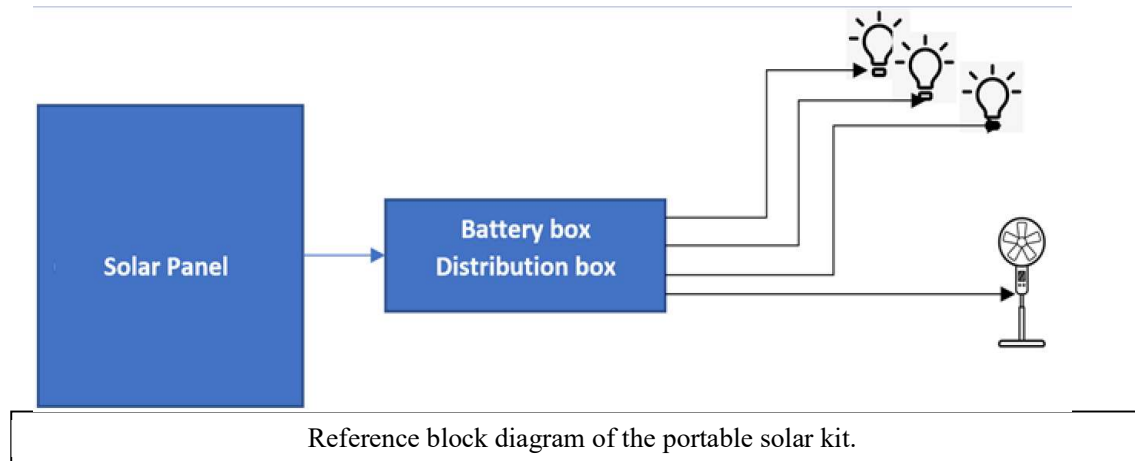 Solar Panel
Battery box
Distribution box
Reference block diagram of the portable solar kit.